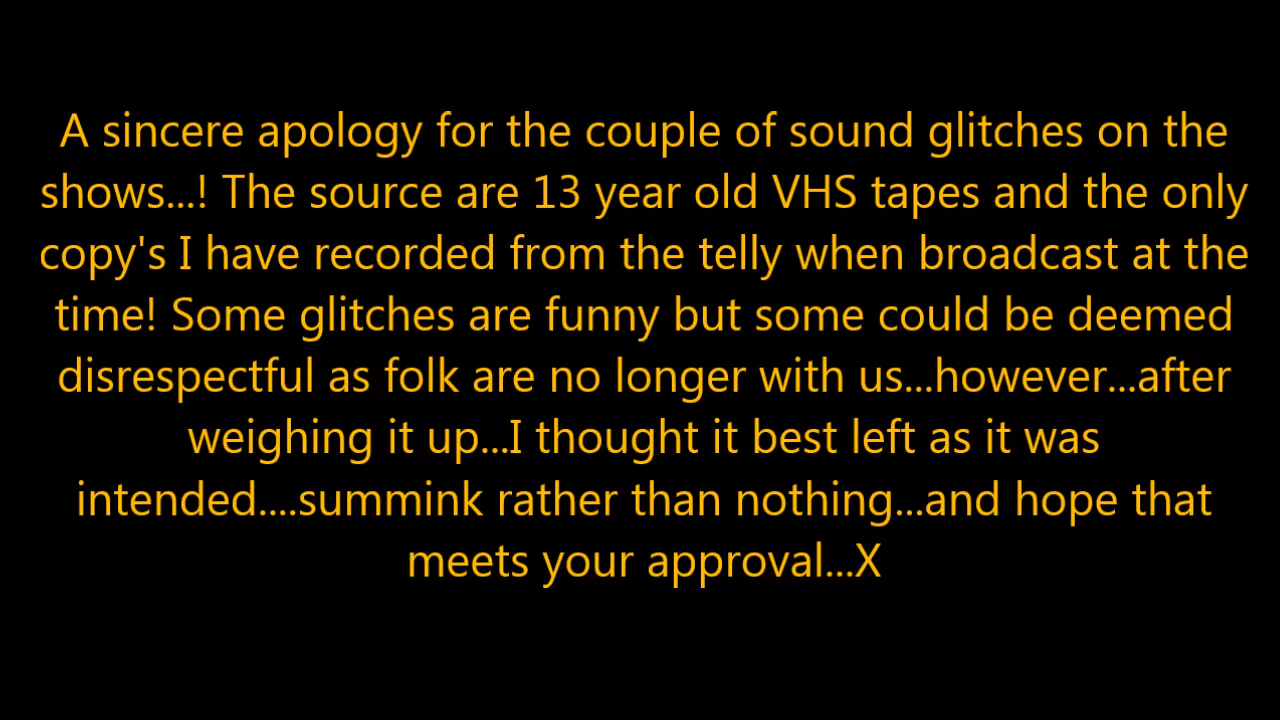 A sincere apology for the couple of sound glitches on the
shows...! The source are 13 year old VHS tapes and the only
copy's I have recorded from the telly when broadcast at the
time! Some glitches are funny but some could be deemed
disrespectful as folk are no longer with us...however...after
weighing it up...I thought it best left as it was
intended....summink rather than nothing...and hope that
meets your approval...X